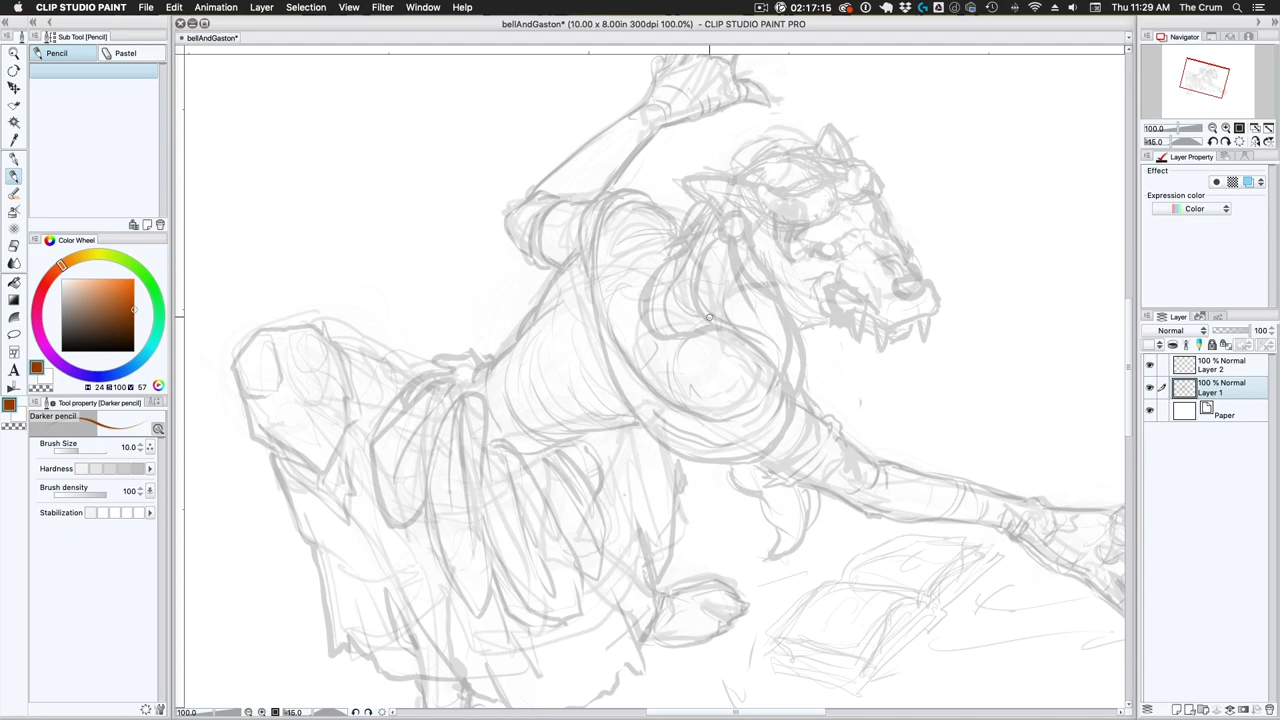 CLIP STUDIO PAINT File Edit Animation Layer Selection View Filter Window Help 02:17:15 Thu 11:29 AM The Crum
bellAndGaston* (10.00 x 8.00in 300dpi 100.0%) - CLIP STUDIO PAINT PRO
bellAndGaston*
Sub Tool [Pencil]
Pencil Pastel
Color Wheel
H 24 S 100 V 57
Tool property [Darker pencil]
Darker pencil
Brush Size 10.0
Hardness
Brush density 100
Stabilization
100.0 -15.0
Navigator
100.0
-15.0
Layer Property
Effect
Expression color
Color
Layer
Normal 100
100 % Normal
Layer 2
100 % Normal
Layer 1
Paper